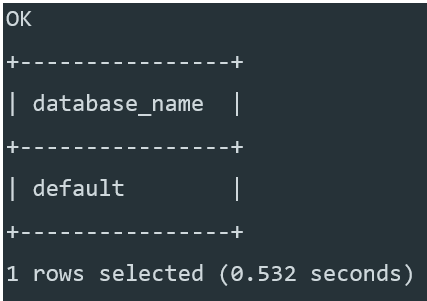 OK
+----------------+
| database_name  |
+----------------+
| default        |
+----------------+
1 rows selected (0.532 seconds)